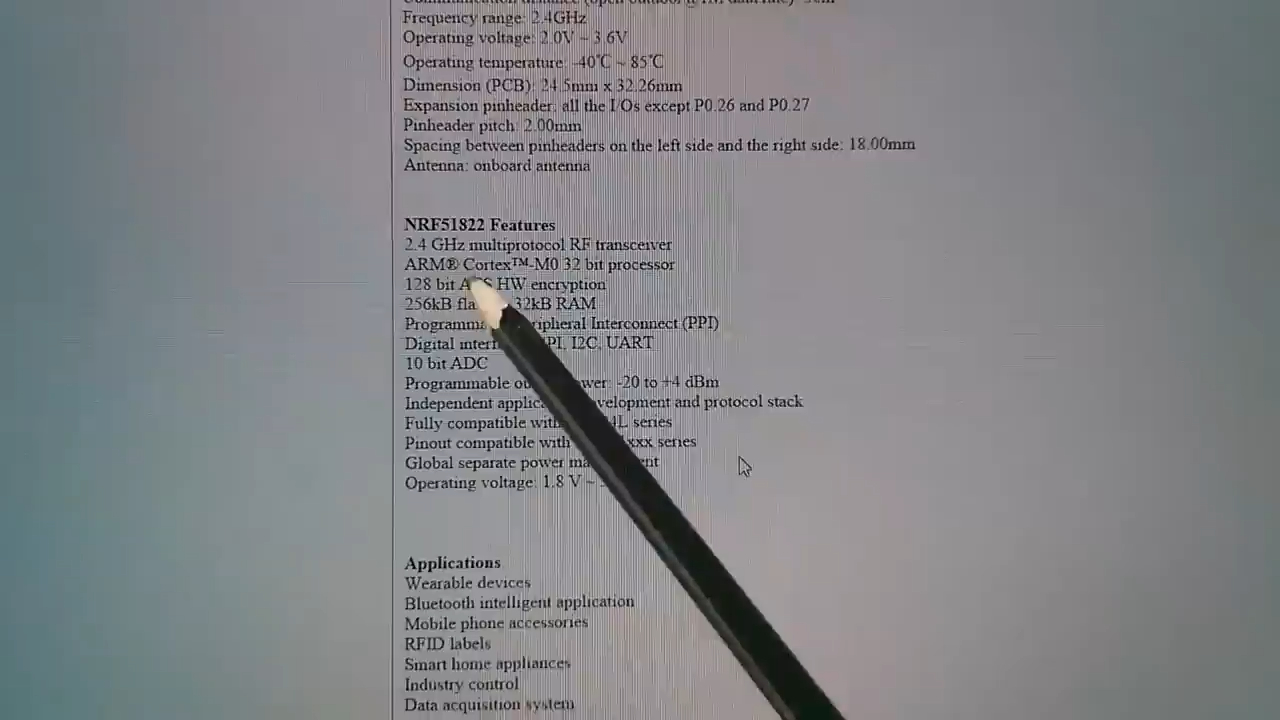 Frequency range: 2.4GHz
Operating voltage: 2.0V ~ 3.6V
Operating temperature: -40℃ ~ 85℃
Dimension (PCB): 24.5mm x 32.26mm
Expansion pinheader: all the I/Os except P0.26 and P0.27
Pinheader pitch: 2.00mm
Spacing between pinheaders on the left side and the right side: 18.00mm
Antenna: onboard antenna
NRF51822 Features
2.4 GHz multiprotocol RF transceiver
ARM® Cortex™-M0 32 bit processor
128 bit HW encryption
256kB 32kB RAM
Peripheral Interconnect (PPI)
Digital I2C, UART
10 bit ADC
Programmable -20 to +4 dBm
Independent and protocol stack
Fully compatible series
Pinout compatible with series
Global separate power
Operating voltage: 1.8 V ~
Applications
Wearable devices
Bluetooth intelligent application
Mobile phone accessories
RFID labels
Smart home appliances
Industry control
Data acquisition system